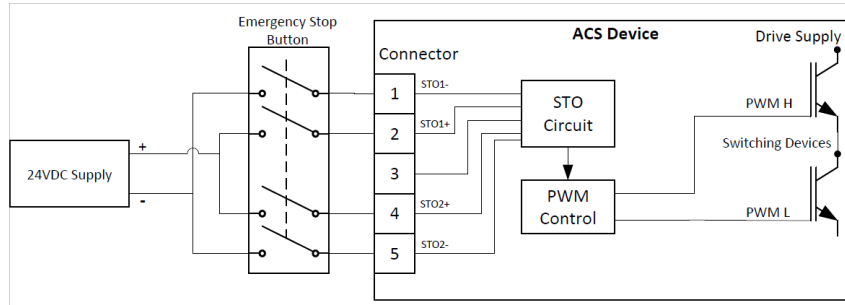 Emergency Stop
Button
ACS Device
Drive Supply
Connector
1
STO1-
STO
Circuit
PWM H
2
STO1+
Switching Devices
+
24VDC Supply
-
3
PWM
Control
4
STO2+
PWM L
5
STO2-